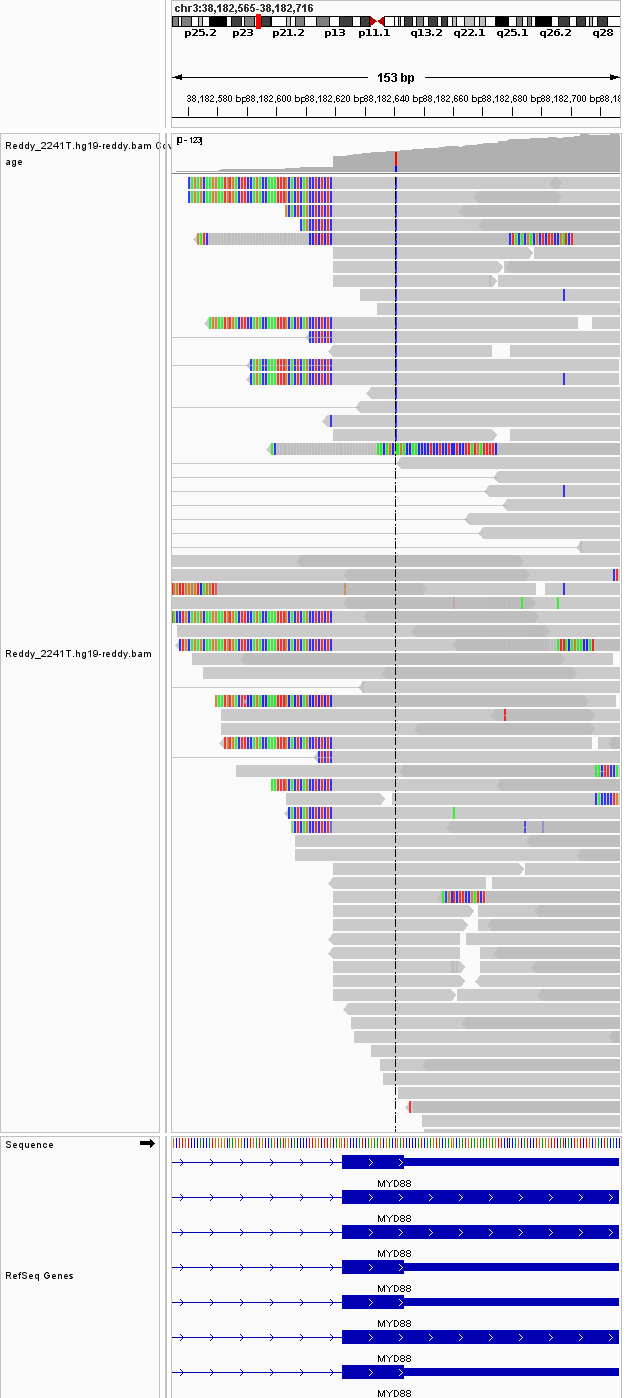 chr3:38,182,565-38,182,716
p25.2 p23 p21.2 p13 p11.1 q13.2 q22.1 q25.1 q26.2 q28
153 bp
38,182,580 bp 38,182,600 bp 38,182,620 bp 38,182,640 bp 38,182,660 bp 38,182,680 bp 38,182,700 bp 38,18
Reddy_2241T.hg19-reddy.bam Cov
age
[0 - 123]
Reddy_2241T.hg19-reddy.bam
Sequence
MYD88
MYD88
MYD88
MYD88
RefSeq Genes
MYD88
MYD88
MYD88